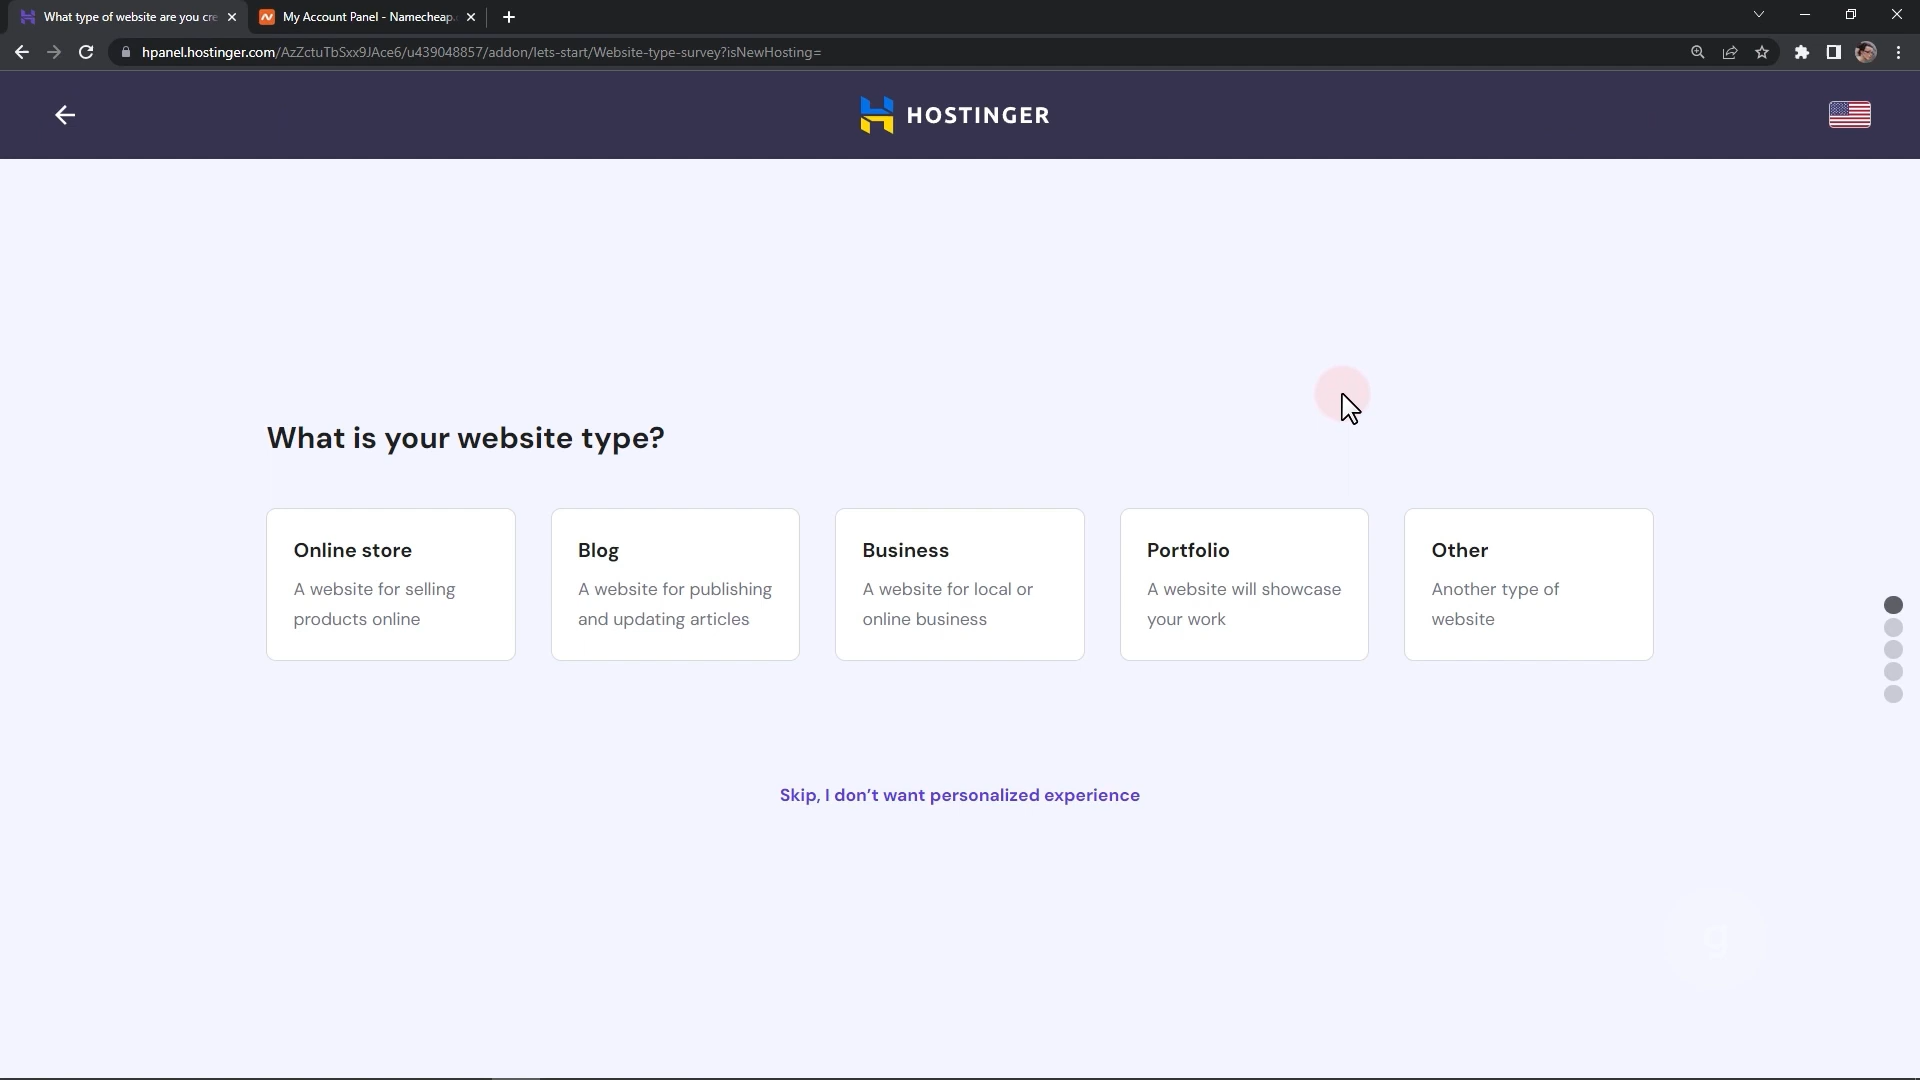 What type of website are you cre
My Account Panel - Namecheap.
hpanel.hostinger.com/AzZctuTbSxx9JAce6/u439048857/addon/lets-start/Website-type-survey?isNewHosting=
HOSTINGER
What is your website type?
Online store
A website for selling
products online
Blog
A website for publishing
and updating articles
Business
A website for local or
online business
Portfolio
A website will showcase
your work
Other
Another type of
website
Skip, I don’t want personalized experience